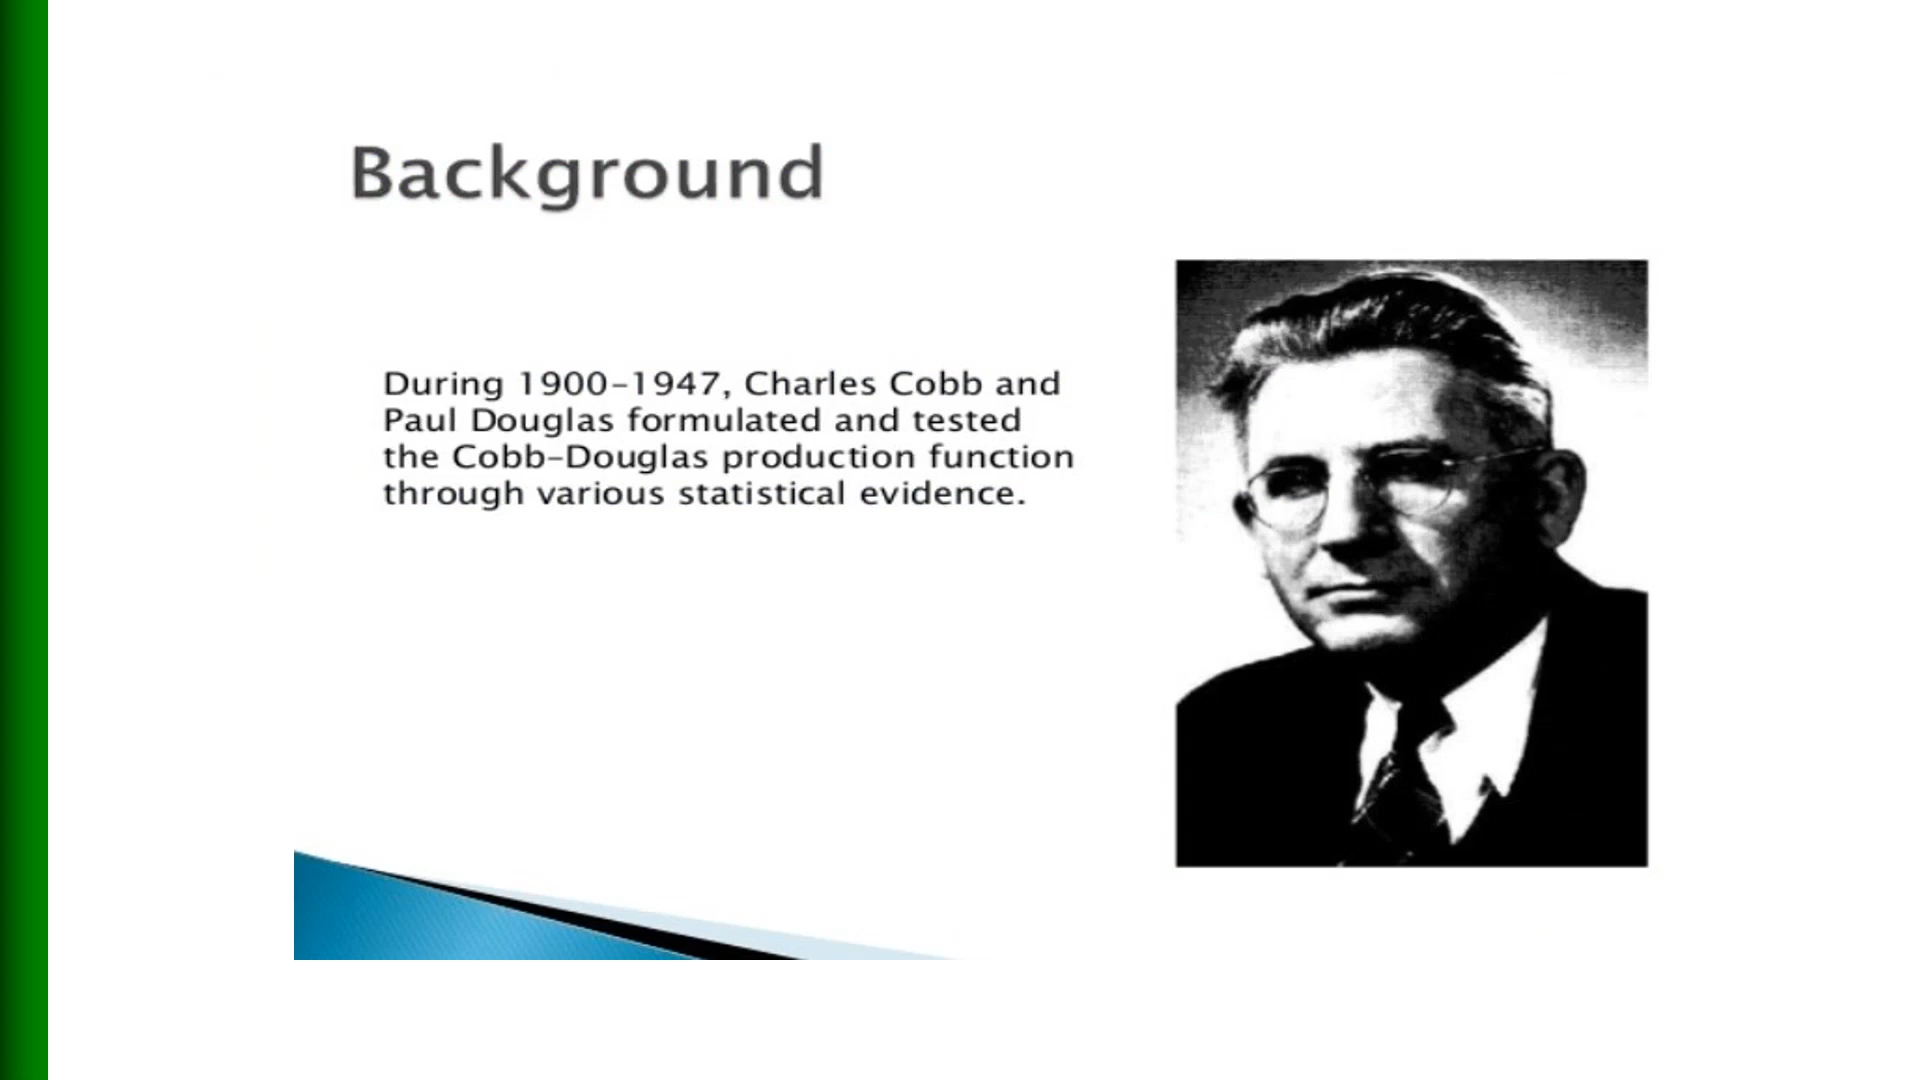 Background
During 1900-1947, Charles Cobb and
Paul Douglas formulated and tested
the Cobb-Douglas production function
through various statistical evidence.